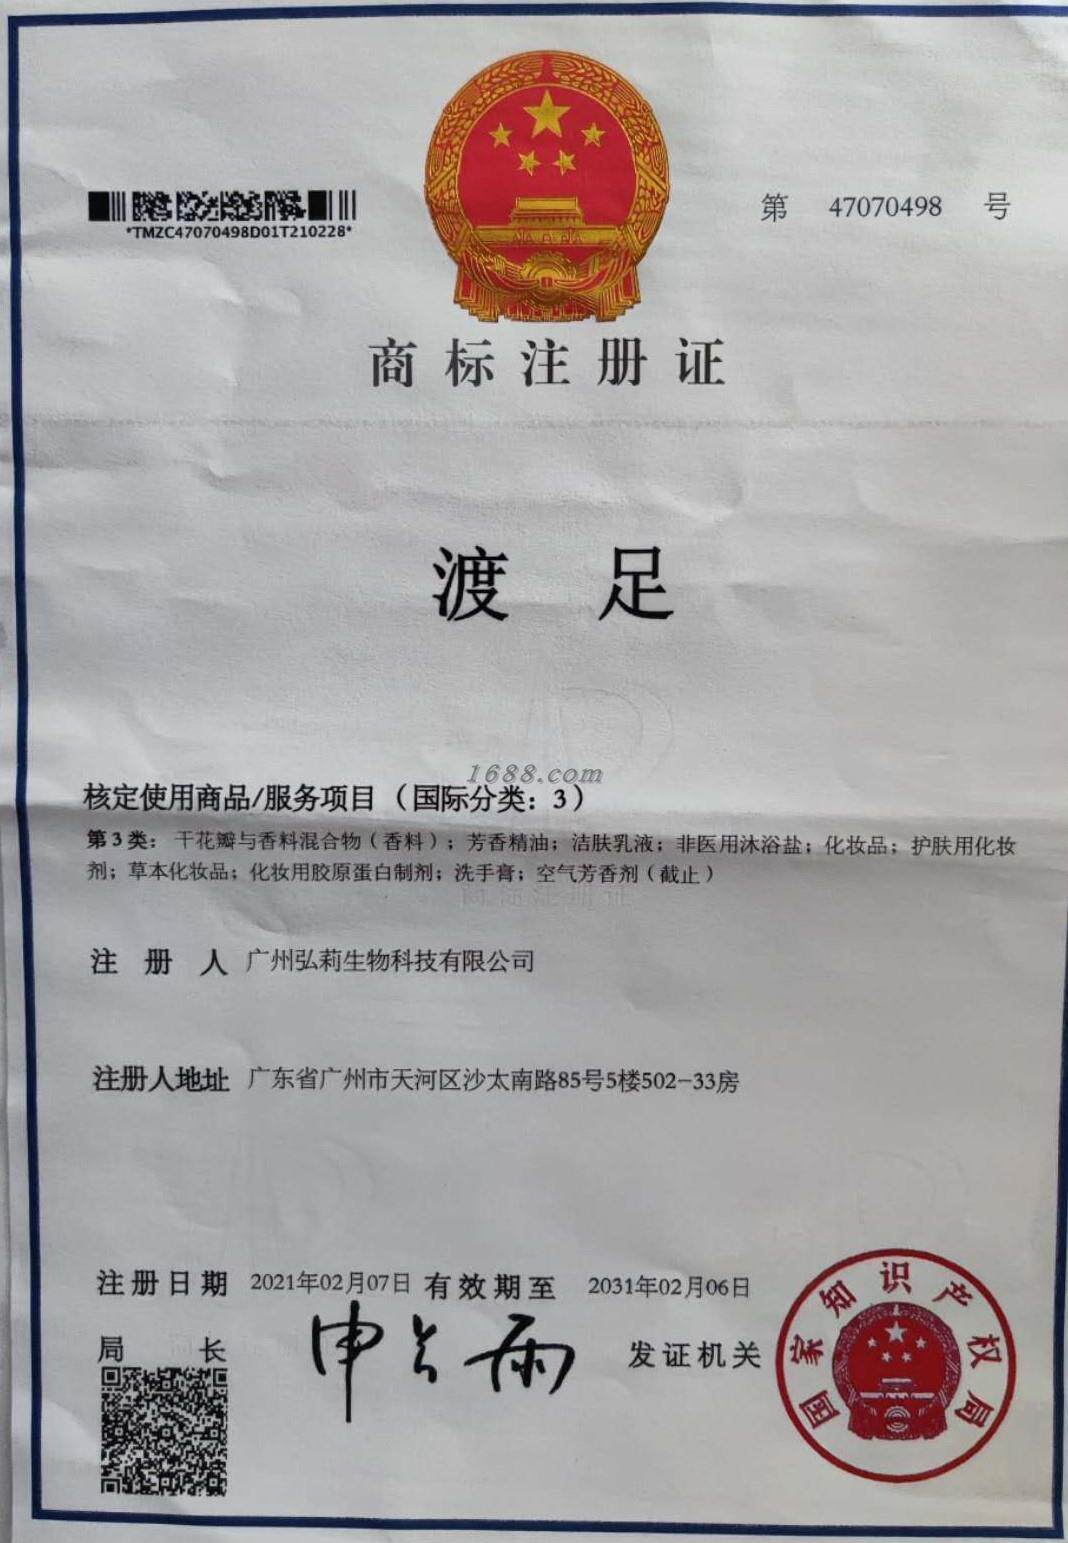 第 47070498 号
*TMZC47070498D01T210228*
商标注册证
渡足
1688.com
核定使用商品/服务项目（国际分类：3）
第3类：干花瓣与香料混合物（香料）；芳香精油；洁肤乳液；非医用沐浴盐；化妆品；护肤用化妆
剂；草本化妆品；化妆用胶原蛋白制剂；洗手膏；空气芳香剂（截止）
注册人 广州弘莉生物科技有限公司
注册人地址 广东省广州市天河区沙太南路85号5楼502-33房
注册日期 2021年02月07日 有效期至 2031年02月06日
局长 申长雨 发证机关
国家知识产权局